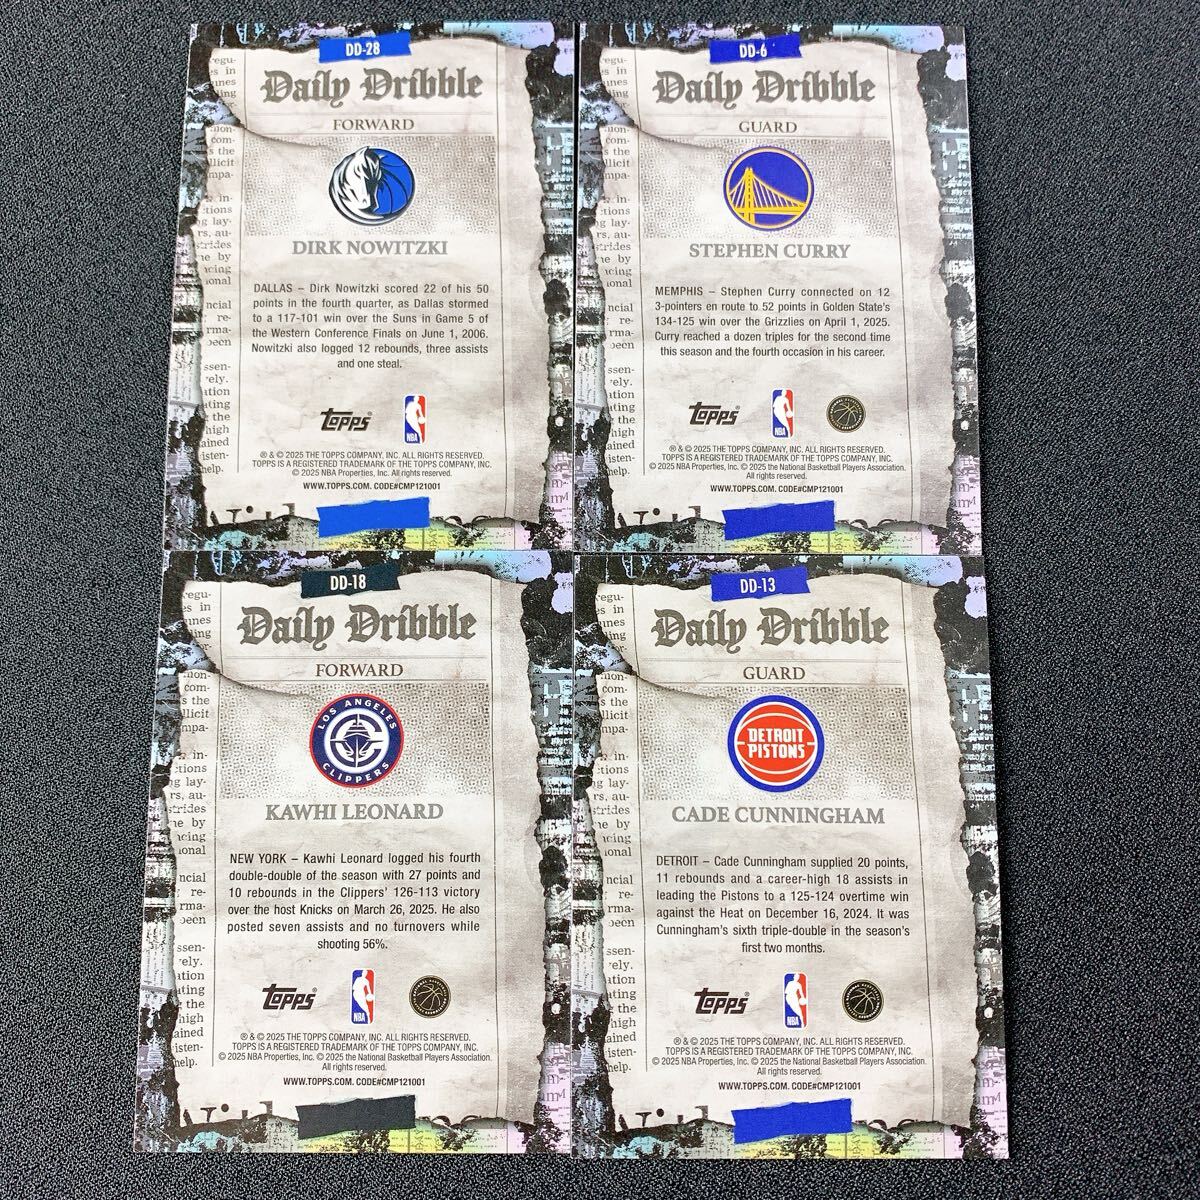 DD-28
Daily Dribble
FORWARD
DIRK NOWITZKI
DALLAS – Dirk Nowitzki scored 22 of his 50
points in the fourth quarter, as Dallas stormed
to a 117-101 win over the Suns in Game 5 of
the Western Conference Finals on June 1, 2006.
Nowitzki also logged 12 rebounds, three assists
and one steal.
Topps®
NBA
® & © 2025 THE TOPPS COMPANY, INC. ALL RIGHTS RESERVED.
TOPPS IS A REGISTERED TRADEMARK OF THE TOPPS COMPANY, INC.
© 2025 NBA Properties, Inc. All rights reserved.
WWW.TOPPS.COM. CODE#CMP121001
DD-6
Daily Dribble
GUARD
STEPHEN CURRY
MEMPHIS – Stephen Curry connected on 12
3-pointers en route to 52 points in Golden State's
134-125 win over the Grizzlies on April 1, 2025.
Curry reached a dozen triples for the second time
this season and the fourth occasion in his career.
Topps®
NBA
® & © 2025 THE TOPPS COMPANY, INC. ALL RIGHTS RESERVED.
TOPPS IS A REGISTERED TRADEMARK OF THE TOPPS COMPANY, INC.
© 2025 NBA Properties, Inc. © 2025 the National Basketball Players Association.
All rights reserved.
WWW.TOPPS.COM. CODE#CMP121001
DD-18
Daily Dribble
FORWARD
LOS ANGELES
CLIPPERS
KAWHI LEONARD
NEW YORK – Kawhi Leonard logged his fourth
double-double of the season with 27 points and
10 rebounds in the Clippers' 126-113 victory
over the host Knicks on March 26, 2025. He also
posted seven assists and no turnovers while
shooting 56%.
Topps®
NBA
® & © 2025 THE TOPPS COMPANY, INC. ALL RIGHTS RESERVED.
TOPPS IS A REGISTERED TRADEMARK OF THE TOPPS COMPANY, INC.
© 2025 NBA Properties, Inc. © 2025 the National Basketball Players Association.
All rights reserved.
WWW.TOPPS.COM. CODE#CMP121001
DD-13
Daily Dribble
GUARD
DETROIT
PISTONS
CADE CUNNINGHAM
DETROIT – Cade Cunningham supplied 20 points,
11 rebounds and a career-high 18 assists in
leading the Pistons to a 125-124 overtime win
against the Heat on December 16, 2024. It was
Cunningham's sixth triple-double in the season's
first two months.
Topps®
NBA
® & © 2025 THE TOPPS COMPANY, INC. ALL RIGHTS RESERVED.
TOPPS IS A REGISTERED TRADEMARK OF THE TOPPS COMPANY, INC.
© 2025 NBA Properties, Inc. © 2025 the National Basketball Players Association.
All rights reserved.
WWW.TOPPS.COM. CODE#CMP121001